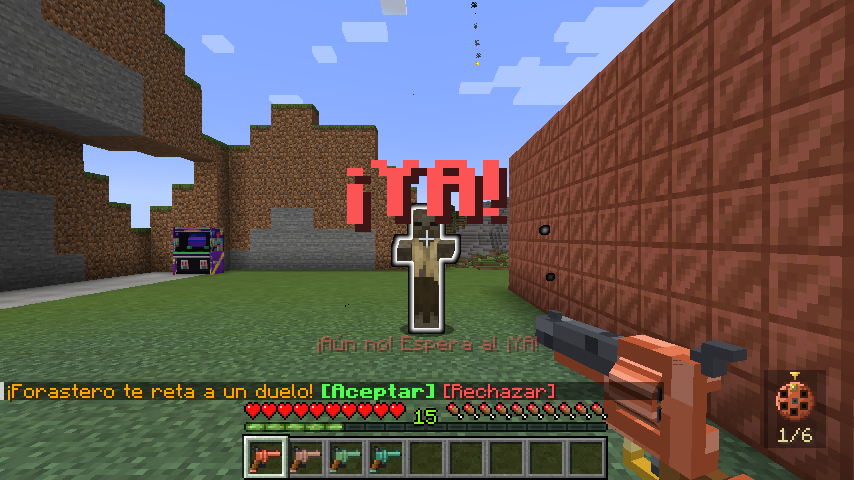 ¡YA!
¡Aún no! Espera al ¡YA!
¡Forastero te reta a un duelo! [Aceptar] [Rechazar]
15
1/6